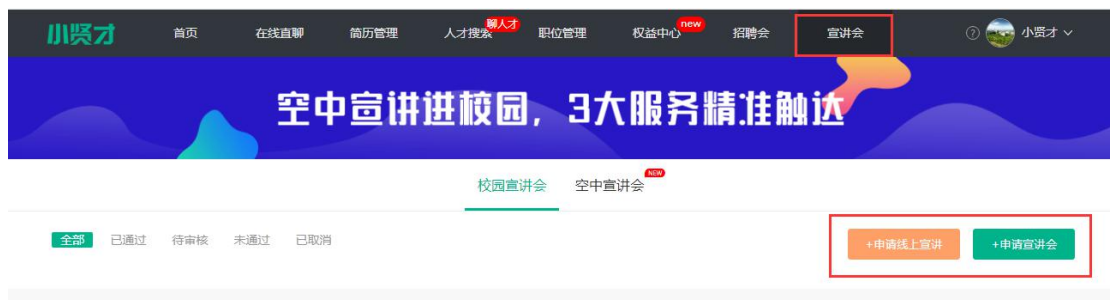 小贤才 首页 在线直聊 简历管理 人才搜索 聊人才 职位管理 权益中心 new 招聘会 宣讲会 ? 小贤才
空中宣讲进校园，3大服务精准触达
校园宣讲会 空中宣讲会 NEW
全部 已通过 待审核 未通过 已取消 +申请线上宣讲 +申请宣讲会